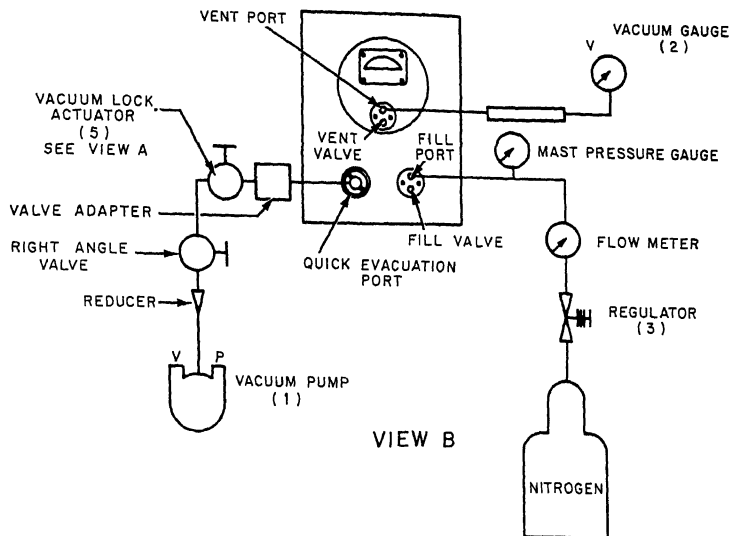 VENT PORT
VACUUM GAUGE
(2)
V
VACUUM LOCK
ACTUATOR
(5)
SEE VIEW A
VENT
VALVE
FILL
PORT
MAST PRESSURE GAUGE
VALVE ADAPTER
RIGHT ANGLE
VALVE
QUICK EVACUATION
PORT
FILL VALVE
FLOW METER
REDUCER
REGULATOR
(3)
V P
VACUUM PUMP
(1)
VIEW B
NITROGEN